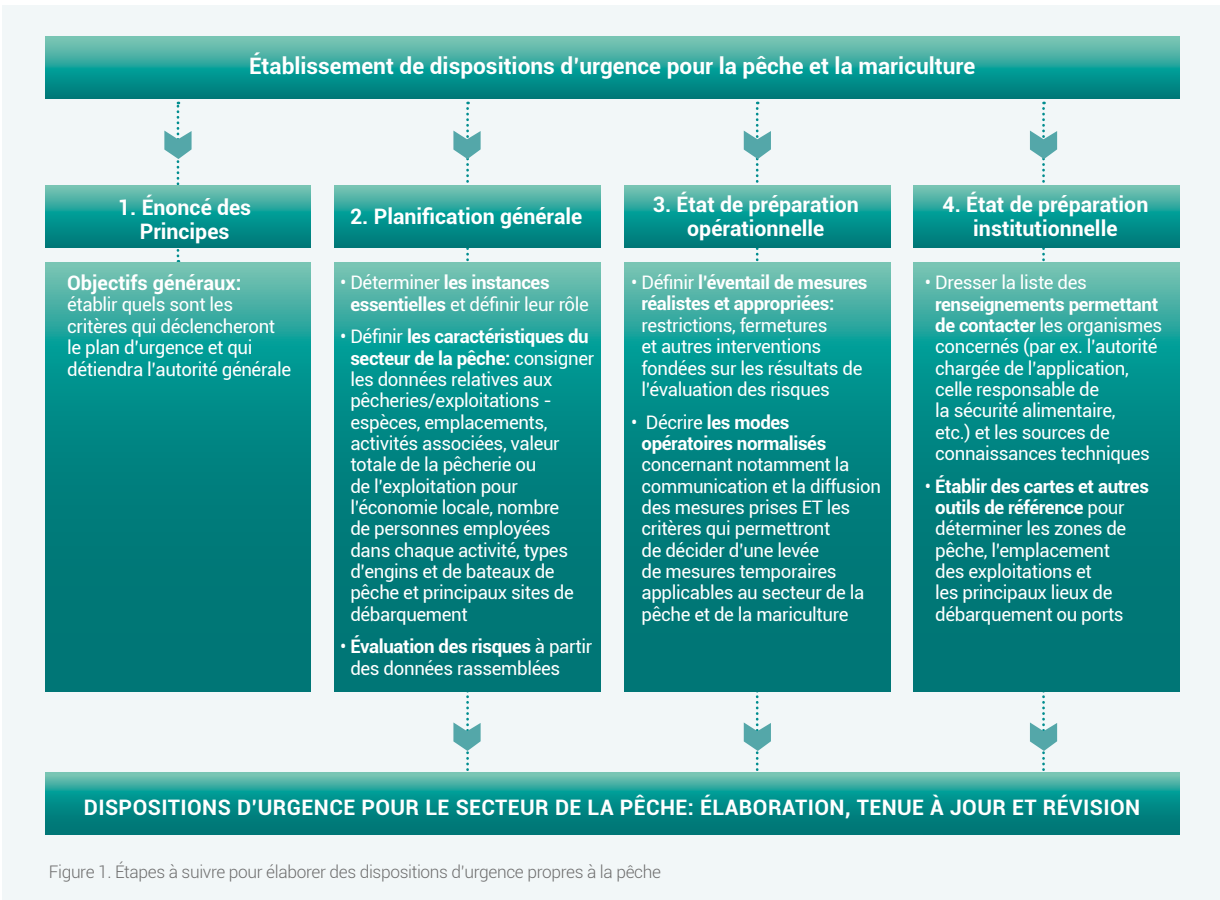 Établissement de dispositions d'urgence pour la pêche et la mariculture
1. Énoncé des
Principes
Objectifs généraux:
établir quels sont les
critères qui déclencheront
le plan d'urgence et qui
détiendra l'autorité générale
2. Planification générale
• Déterminer les instances
essentielles et définir leur rôle
• Définir les caractéristiques du
secteur de la pêche: consigner
les données relatives aux
pêcheries/exploitations -
espèces, emplacements,
activités associées, valeur
totale de la pêcherie ou
de l'exploitation pour
l'économie locale, nombre
de personnes employées
dans chaque activité, types
d'engins et de bateaux de
pêche et principaux sites de
débarquement
• Évaluation des risques à partir
des données rassemblées
3. État de préparation
opérationnelle
• Définir l'éventail de mesures
réalistes et appropriées:
restrictions, fermetures
et autres interventions
fondées sur les résultats de
l'évaluation des risques
• Décrire les modes
opératoires normalisés
concernant notamment la
communication et la diffusion
des mesures prises ET les
critères qui permettront
de décider d'une levée
de mesures temporaires
applicables au secteur de la
pêche et de la mariculture
4. État de préparation
institutionnelle
• Dresser la liste des
renseignements permettant
de contacter les organismes
concernés (par ex. l'autorité
chargée de l'application,
celle responsable de
la sécurité alimentaire,
etc.) et les sources de
connaissances techniques
• Établir des cartes et autres
outils de référence pour
déterminer les zones de
pêche, l'emplacement
des exploitations et
les principaux lieux de
débarquement ou ports
DISPOSITIONS D'URGENCE POUR LE SECTEUR DE LA PÊCHE: ÉLABORATION, TENUE À JOUR ET RÉVISION
Figure 1. Étapes à suivre pour élaborer des dispositions d'urgence propres à la pêche